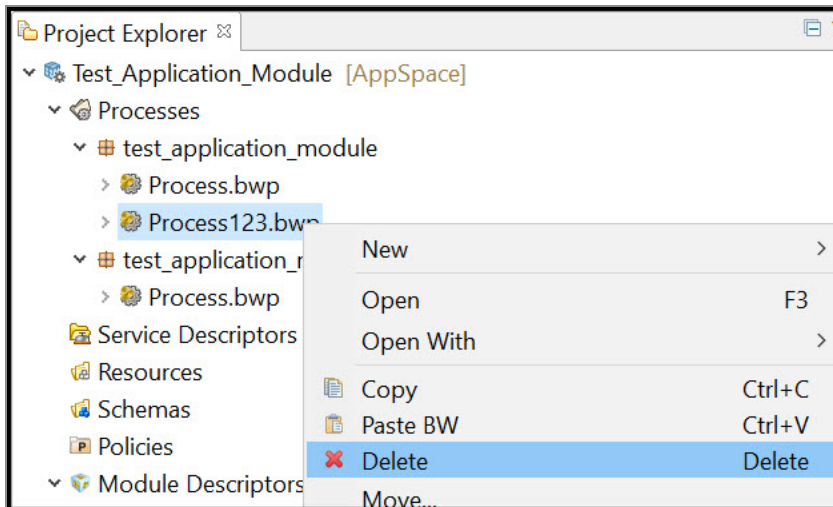 Project Explorer
Test_Application_Module [AppSpace]
Processes
test_application_module
Process.bwp
Process123.bwp
test_application_
Process.bwp
Service Descriptors
Resources
Schemas
Policies
Module Descriptors
New
Open F3
Open With
Copy Ctrl+C
Paste BW Ctrl+V
Delete Delete
Move...